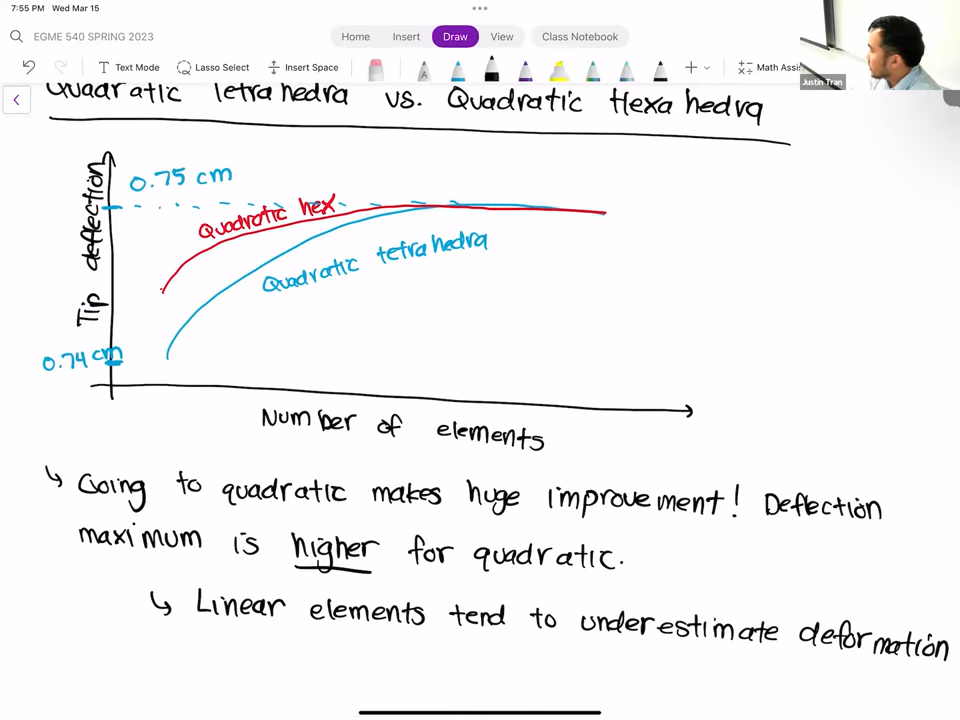 7:55 PM Wed Mar 15
EGME 540 SPRING 2023
Home Insert Draw View Class Notebook
Text Mode Lasso Select Insert Space Math Assis
Justin Tran
Quadratic Tetrahedra vs. Quadratic Hexahedra
0.75 cm
Quadratic hex
Quadratic tetrahedra
Tip deflection
0.74 cm
Number of elements
↳ Going to quadratic makes huge improvement! Deflection
maximum is higher for quadratic.
↳ Linear elements tend to underestimate deformation